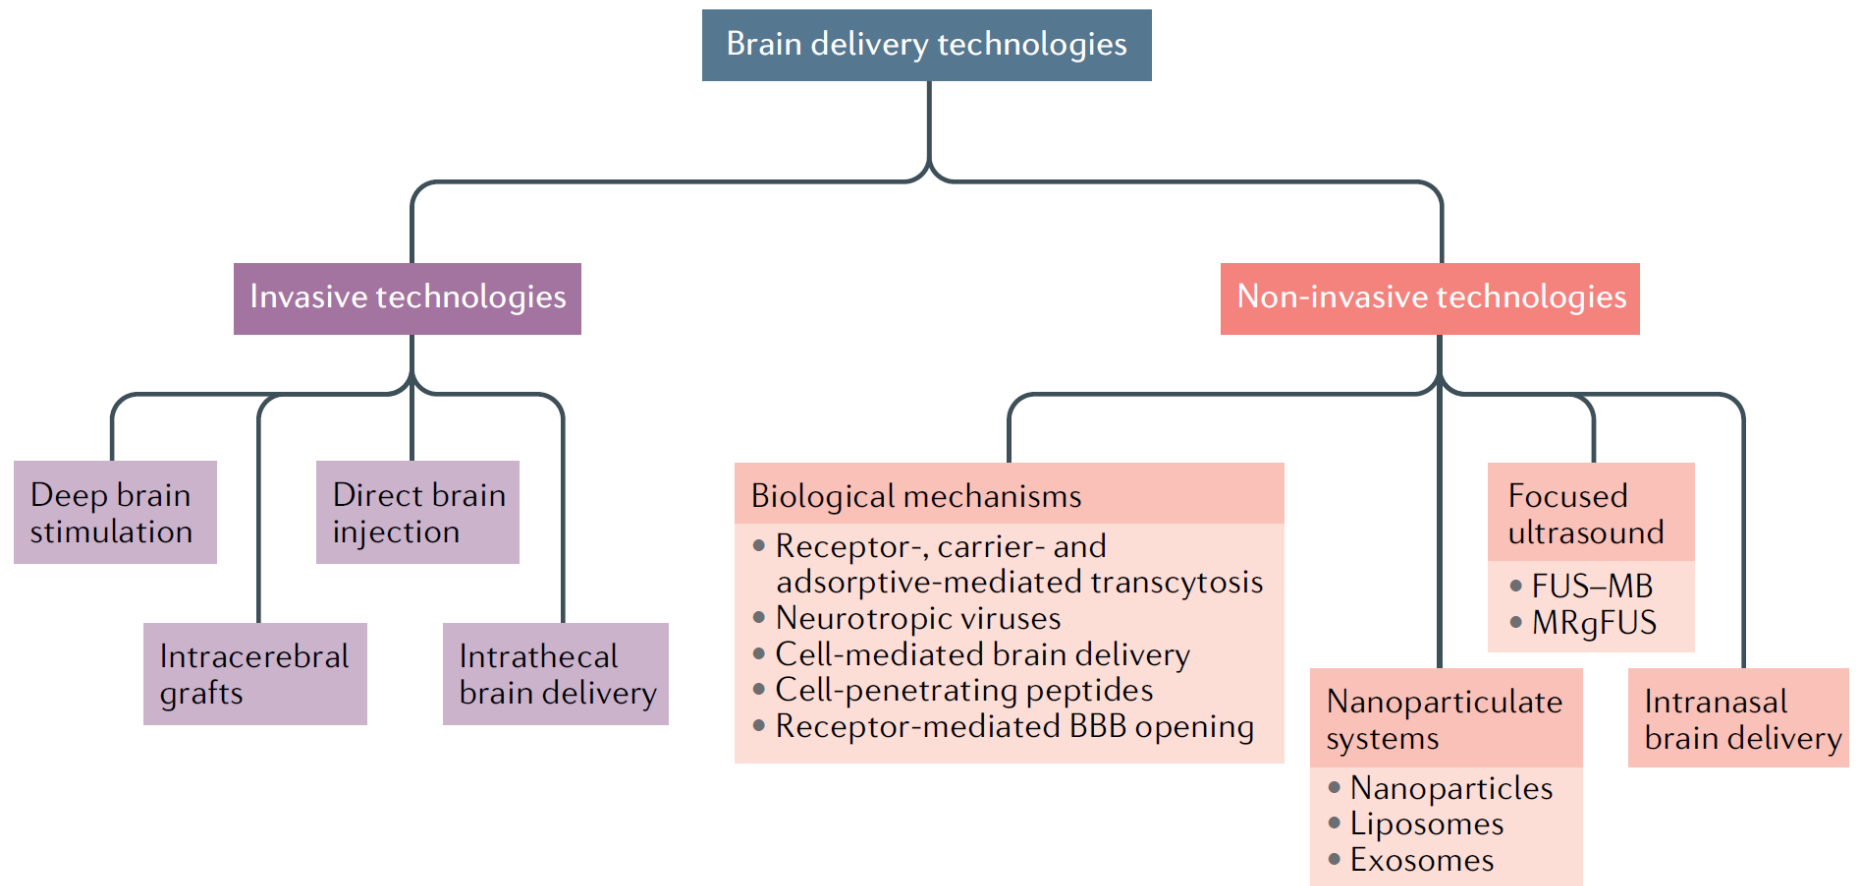 Brain delivery technologies
Invasive technologies
Non-invasive technologies
Deep brain
stimulation
Direct brain
injection
Intracerebral
grafts
Intrathecal
brain delivery
Biological mechanisms
• Receptor-, carrier- and
adsorptive-mediated transcytosis
• Neurotropic viruses
• Cell-mediated brain delivery
• Cell-penetrating peptides
• Receptor-mediated BBB opening
Focused
ultrasound
• FUS–MB
• MRgFUS
Nanoparticulate
systems
• Nanoparticles
• Liposomes
• Exosomes
Intranasal
brain delivery